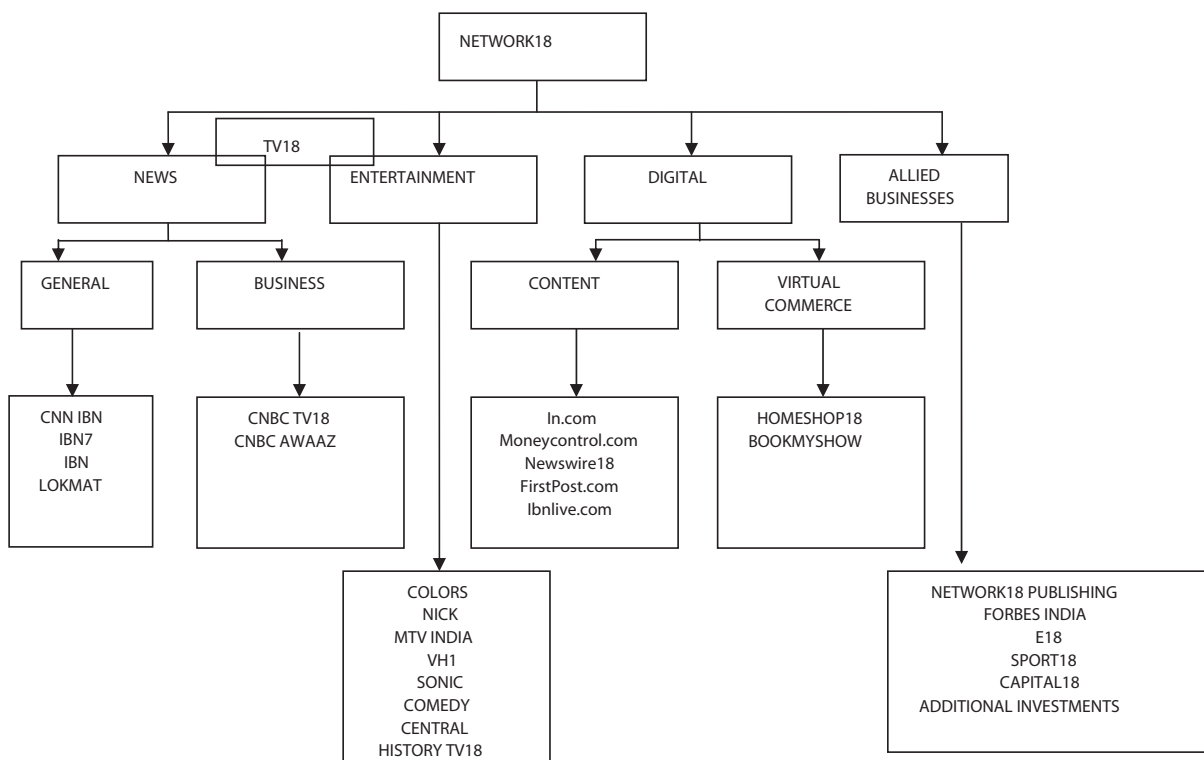 NETWORK18
TV18
NEWS
ENTERTAINMENT
DIGITAL
ALLIED
BUSINESSES
GENERAL
BUSINESS
CONTENT
VIRTUAL
COMMERCE
CNN IBN
IBN7
IBN
LOKMAT
CNBC TV18
CNBC AWAAZ
In.com
Moneycontrol.com
Newswire18
FirstPost.com
Ibnlive.com
HOMESHOP18
BOOKMYSHOW
COLORS
NICK
MTV INDIA
VH1
SONIC
COMEDY
CENTRAL
HISTORY TV18
NETWORK18 PUBLISHING
FORBES INDIA
E18
SPORT18
CAPITAL18
ADDITIONAL INVESTMENTS